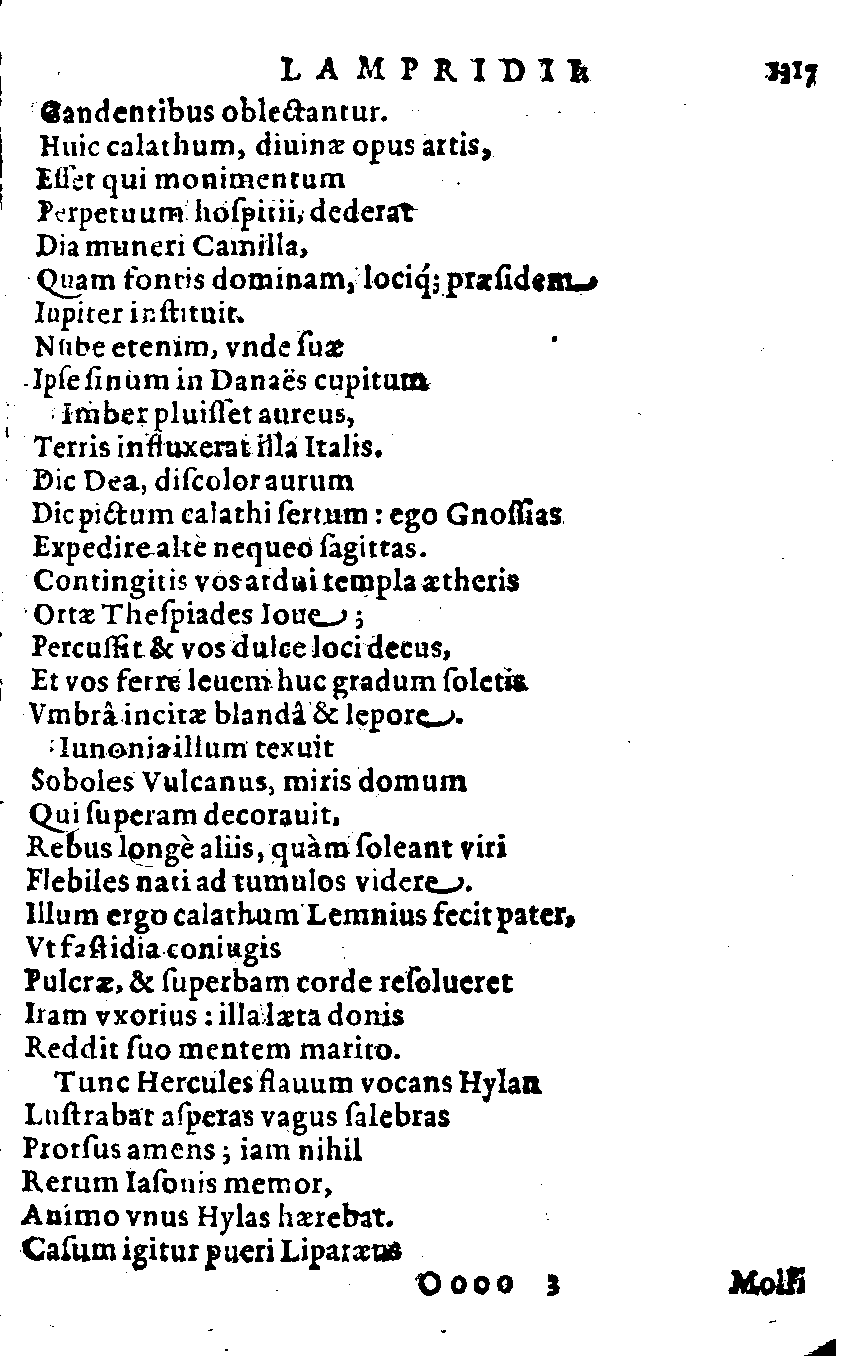 LAMPRIDII. 1317
Candentibus oblectantur.
Huic calathum, diuinæ opus artis,
Eſſet qui monimentum
Perpetuum hoſpitii, dederat
Dia muneri Camilla,
Quam fontis dominam, lociq́; præſidem
Iupiter inſtituit.
Nube etenim, vnde ſuæ
Ipſe ſinum in Danaës cupitum
Imber pluiſſet aureus,
Terris influxerat illa Italis.
Dic Dea, diſcolor aurum
Dic pictum calathi ſertum : ego Gnoſſias
Expedire altè nequeo ſagittas.
Contingitis vos ardui templa ætheris
Ortæ Theſpiades Ioue ;
Percuſſit & vos dulce loci decus,
Et vos ferre leuem huc gradum ſoletis
Vmbrâ incitæ blandâ & lepore.
Iunonia illum texuit
Soboles Vulcanus, miris domum
Qui ſuperam decorauit,
Rebus longè aliis, quàm ſoleant viri
Flebiles nati ad tumulos videre.
Illum ergo calathum Lemnius fecit pater,
Vt faſtidia coniugis
Pulcræ, & ſuperbam corde reſolueret
Iram vxorius : illa læta donis
Reddit ſuo mentem marito.
Tunc Hercules flauum vocans Hylan
Luſtrabat aſperas vagus ſalebras
Prorſus amens ; iam nihil
Rerum Iaſonis memor,
Animo vnus Hylas hærebat.
Caſum igitur pueri Liparæus
Oooo 3 Molſi